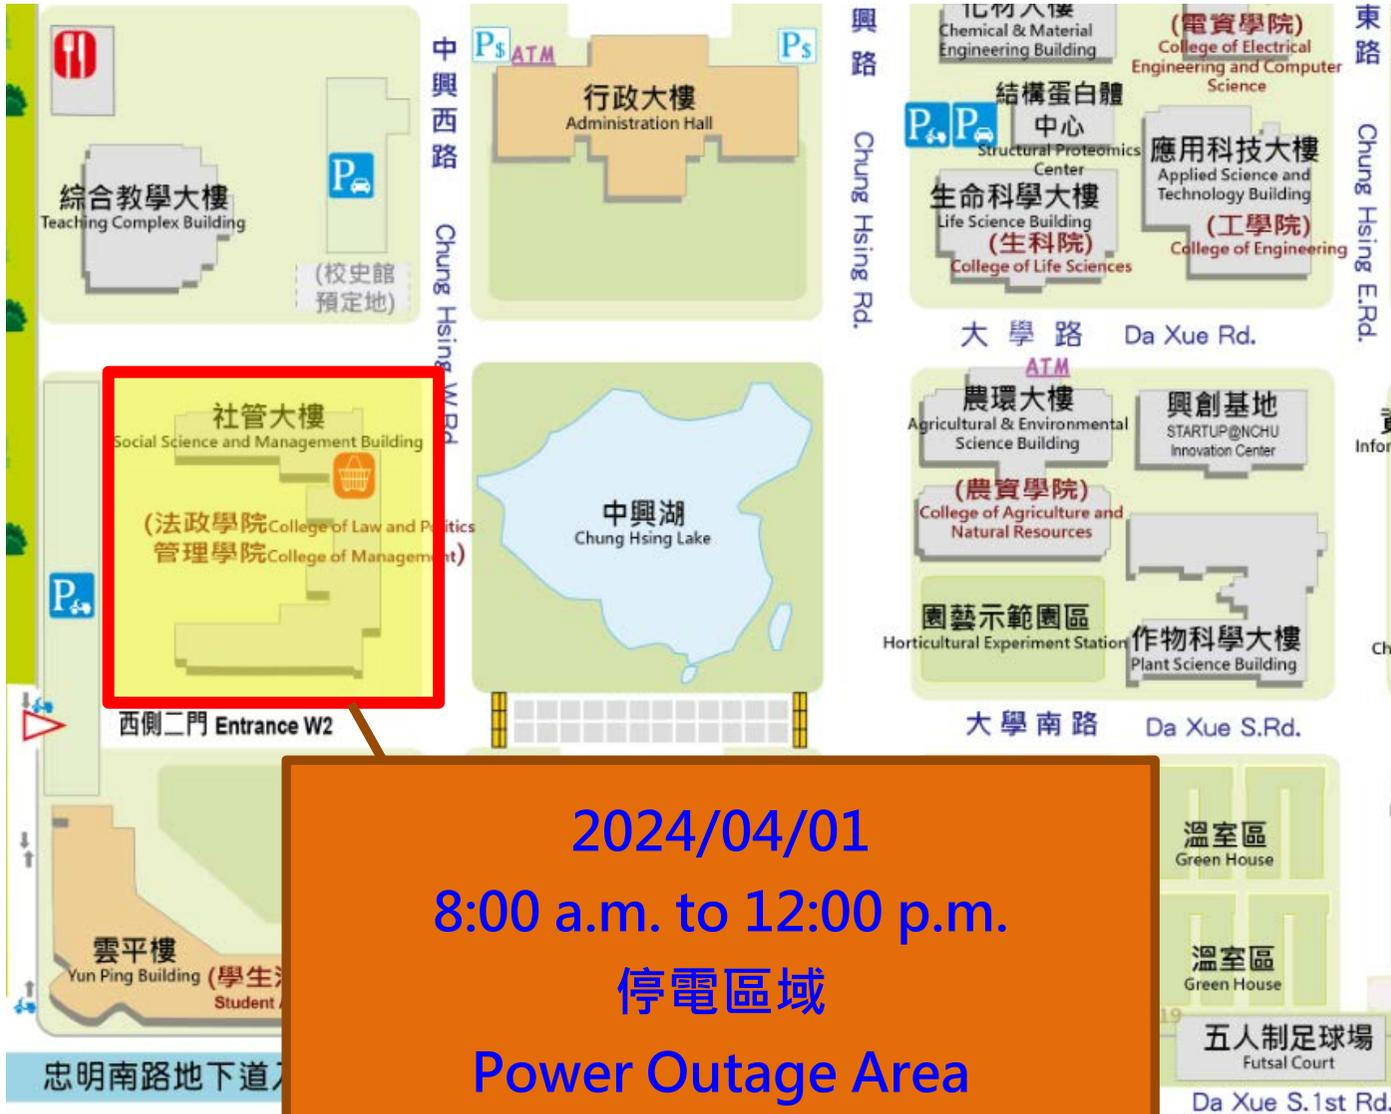 中興西路
Chung Hsing W.Rd
P$
ATM
P$
行政大樓
Administration Hall
綜合教學大樓
Teaching Complex Building
P
(校史館
預定地)
興路
Chung Hsing Rd.
Chemical & Material
Engineering Building
(電資學院)
College of Electrical
Engineering and Computer
Science
東路
Chung Hsing E.Rd.
P
P
結構蛋白體
中心
Structural Proteomics
Center
應用科技大樓
Applied Science and
Technology Building
(工學院)
College of Engineering
生命科學大樓
Life Science Building
(生科院)
College of Life Sciences
大學路 Da Xue Rd.
社管大樓
Social Science and Management Building
(法政學院College of Law and Politics
管理學院College of Management)
P
中興湖
Chung Hsing Lake
ATM
農環大樓
Agricultural & Environmental
Science Building
興創基地
STARTUP@NCHU
Innovation Center
(農資學院)
College of Agriculture and
Natural Resources
園藝示範園區
Horticultural Experiment Station
作物科學大樓
Plant Science Building
西側二門 Entrance W2
大學南路 Da Xue S.Rd.
2024/04/01
8:00 a.m. to 12:00 p.m.
停電區域
Power Outage Area
溫室區
Green House
溫室區
Green House
雲平樓
Yun Ping Building
(學生
Student
19
五人制足球場
Futsal Court
忠明南路地下道
Da Xue S.1st Rd.